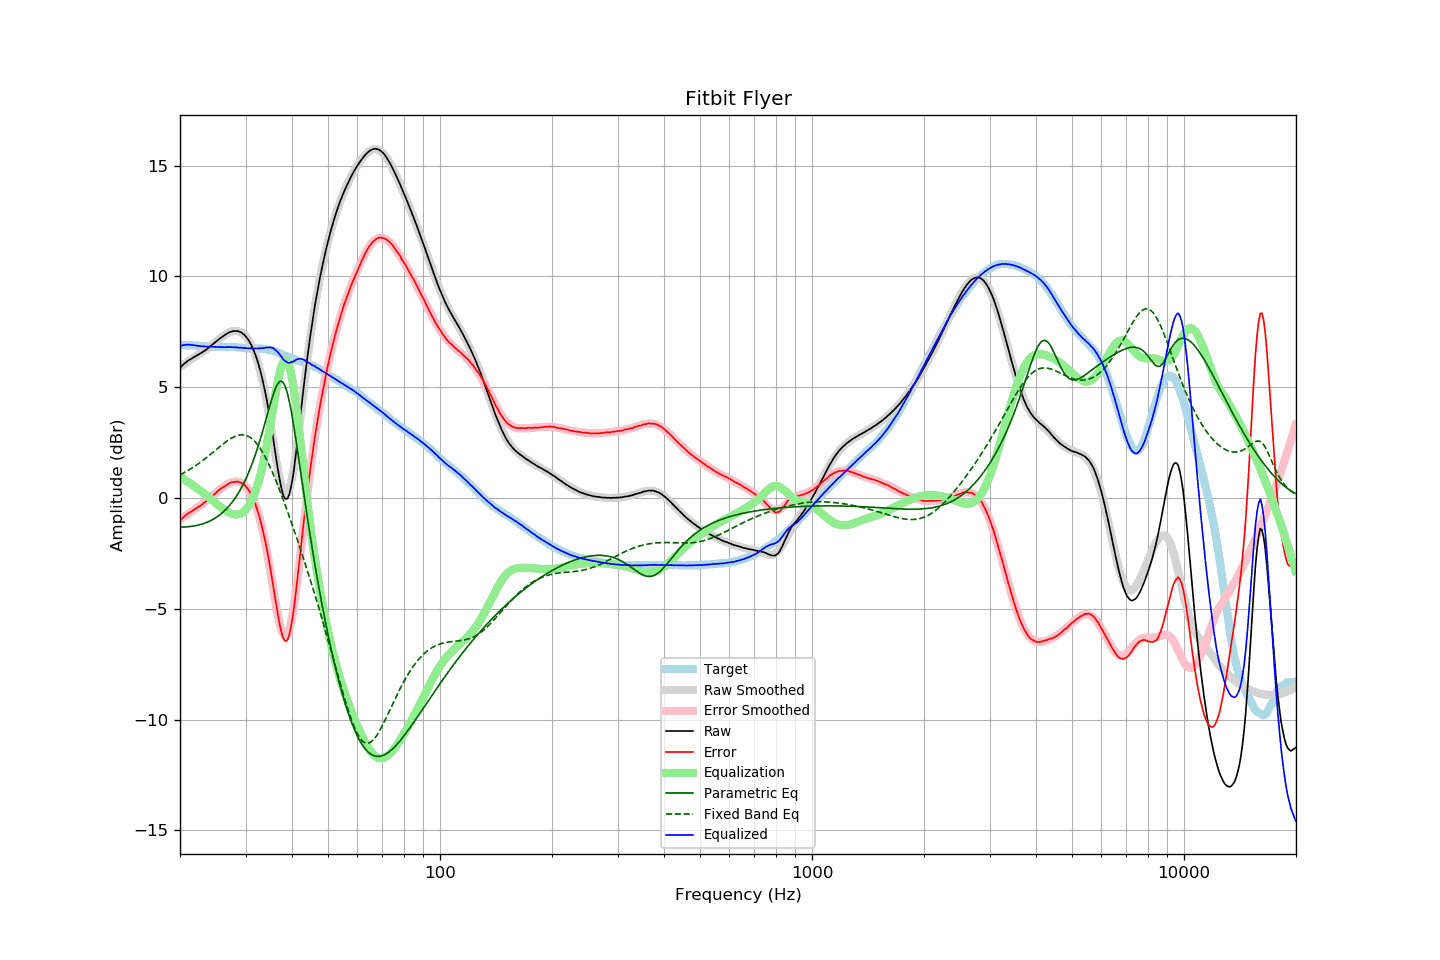 Fitbit Flyer
Amplitude (dBr)
15
10
5
0
−5
−10
−15
Target
Raw Smoothed
Error Smoothed
Raw
Error
Equalization
Parametric Eq
Fixed Band Eq
Equalized
100
1000
10000
Frequency (Hz)